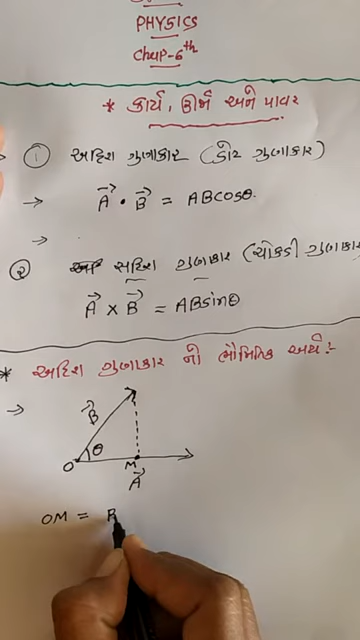 PHYSICS
Chap-6th
* કાર્ય, ઊર્જા અને પાવર
→ ① અદિશ ગુણાકાર (ડોટ ગુણાકાર)
→ A⃗ • B⃗ = ABCosθ.
→
② સદિશ ગુણાકાર (ચોકડી ગુણાકાર
A⃗ × B⃗ = ABSinθ
* અદિશ ગુણાકાર નો ભૌમિતિક અર્થ :-
→
B⃗
θ
O M
A⃗
OM =